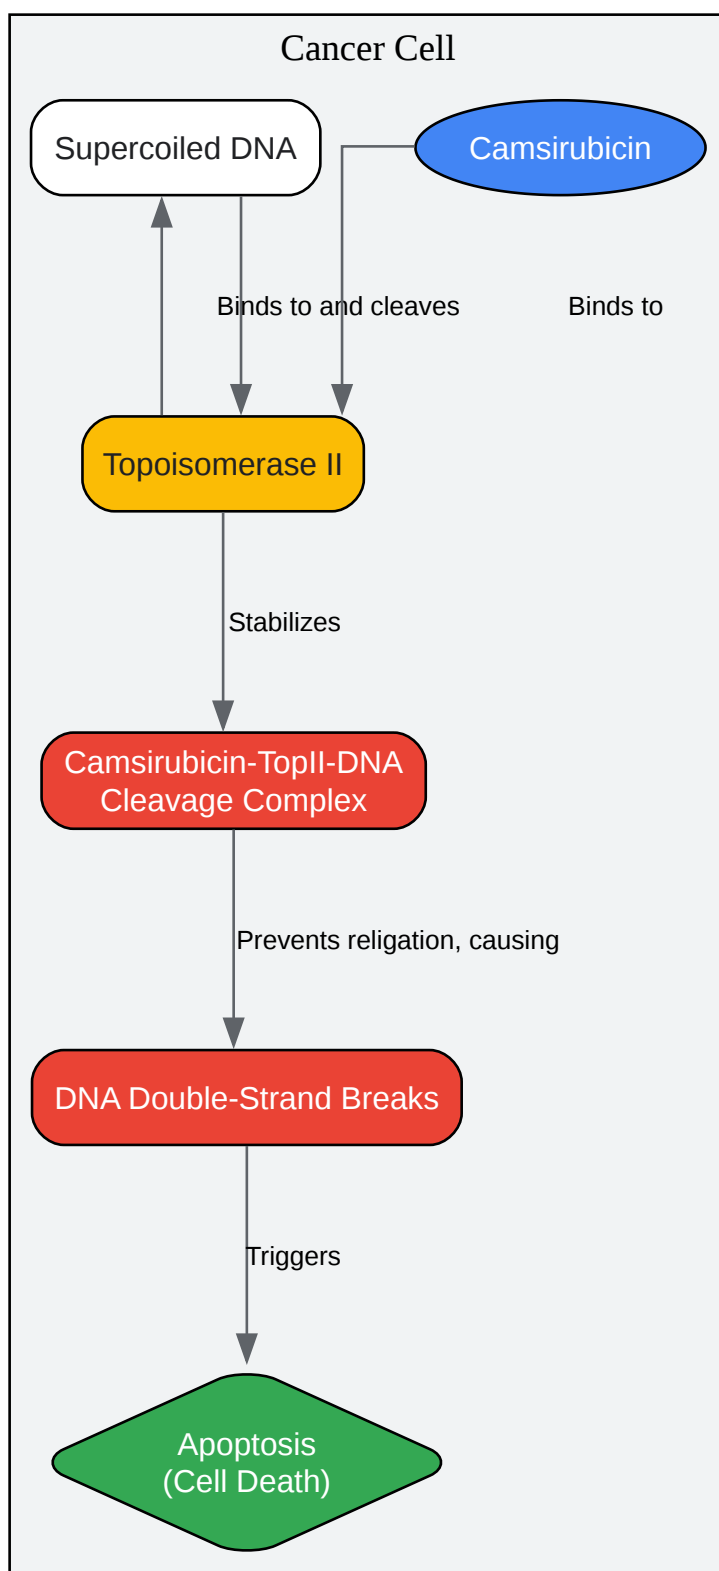 Cancer Cell
Supercoiled DNA
Camsirubicin
Binds to and cleaves
Binds to
Topoisomerase II
Stabilizes
Camsirubicin-TopII-DNA
Cleavage Complex
Prevents religation, causing
DNA Double-Strand Breaks
Triggers
Apoptosis
(Cell Death)